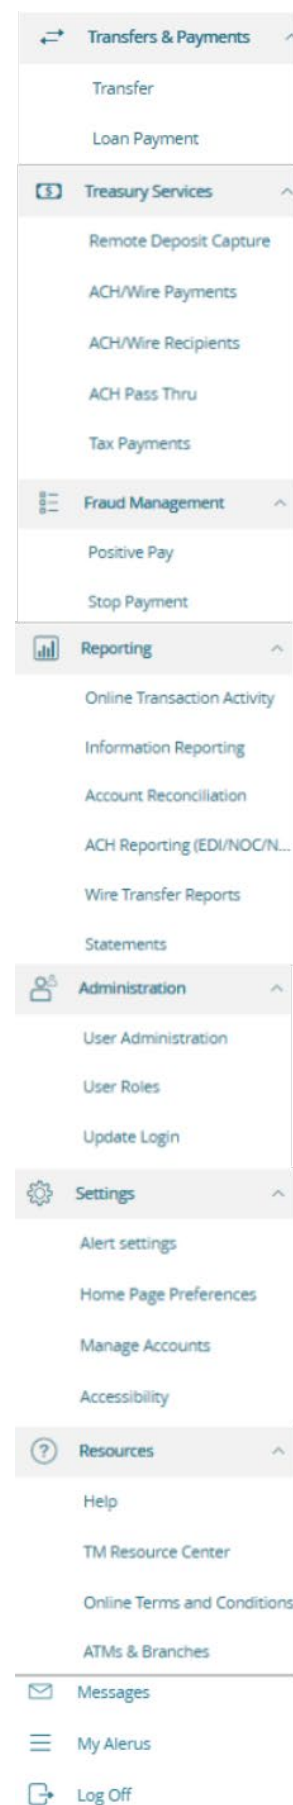 Transfers & Payments
Transfer
Loan Payment
Treasury Services
Remote Deposit Capture
ACH/Wire Payments
ACH/Wire Recipients
ACH Pass Thru
Tax Payments
Fraud Management
Positive Pay
Stop Payment
Reporting
Online Transaction Activity
Information Reporting
Account Reconciliation
ACH Reporting (EDI/NOC/N...
Wire Transfer Reports
Statements
Administration
User Administration
User Roles
Update Login
Settings
Alert settings
Home Page Preferences
Manage Accounts
Accessibility
Resources
Help
TM Resource Center
Online Terms and Conditions
ATMs & Branches
Messages
My Alerus
Log Off